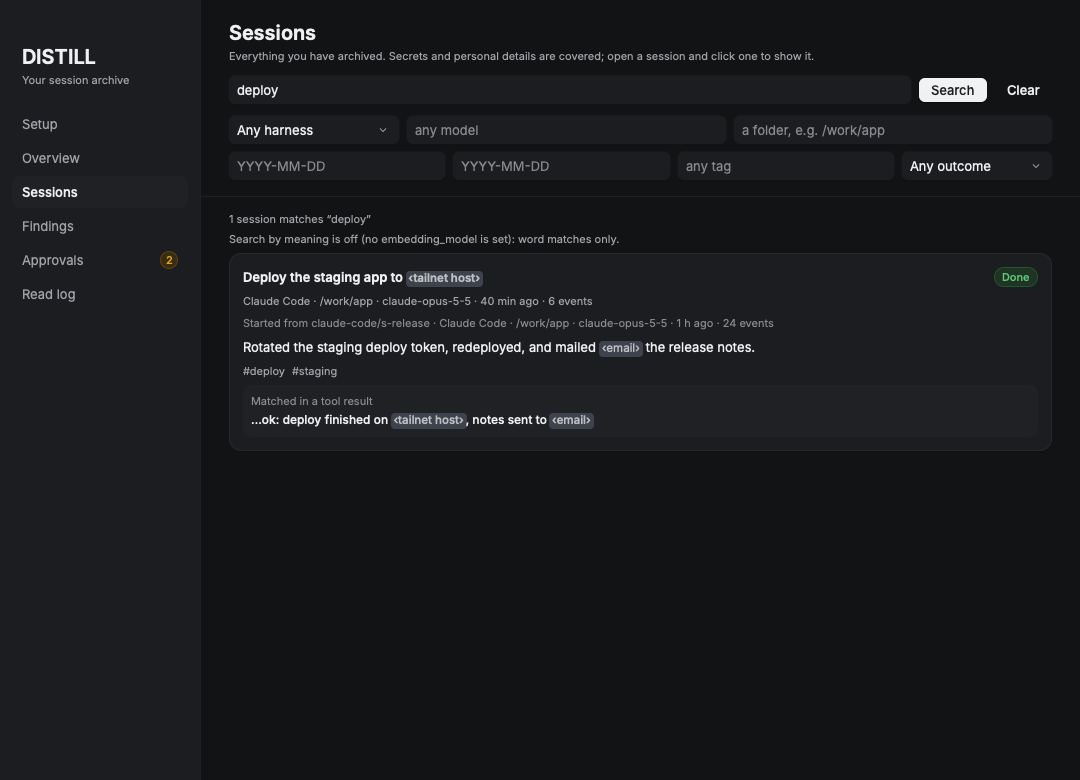 DISTILL
Your session archive
Setup
Overview
Sessions
Findings
Approvals 2
Read log
Sessions
Everything you have archived. Secrets and personal details are covered; open a session and click one to show it.
deploy Search Clear
Any harness any model a folder, e.g. /work/app
YYYY-MM-DD YYYY-MM-DD any tag Any outcome
1 session matches “deploy”
Search by meaning is off (no embedding_model is set): word matches only.
Deploy the staging app to ‹tailnet host› Done
Claude Code · /work/app · claude-opus-5-5 · 40 min ago · 6 events
Started from claude-code/s-release · Claude Code · /work/app · claude-opus-5-5 · 1 h ago · 24 events
Rotated the staging deploy token, redeployed, and mailed ‹email› the release notes.
#deploy #staging
Matched in a tool result
...ok: deploy finished on ‹tailnet host›, notes sent to ‹email›